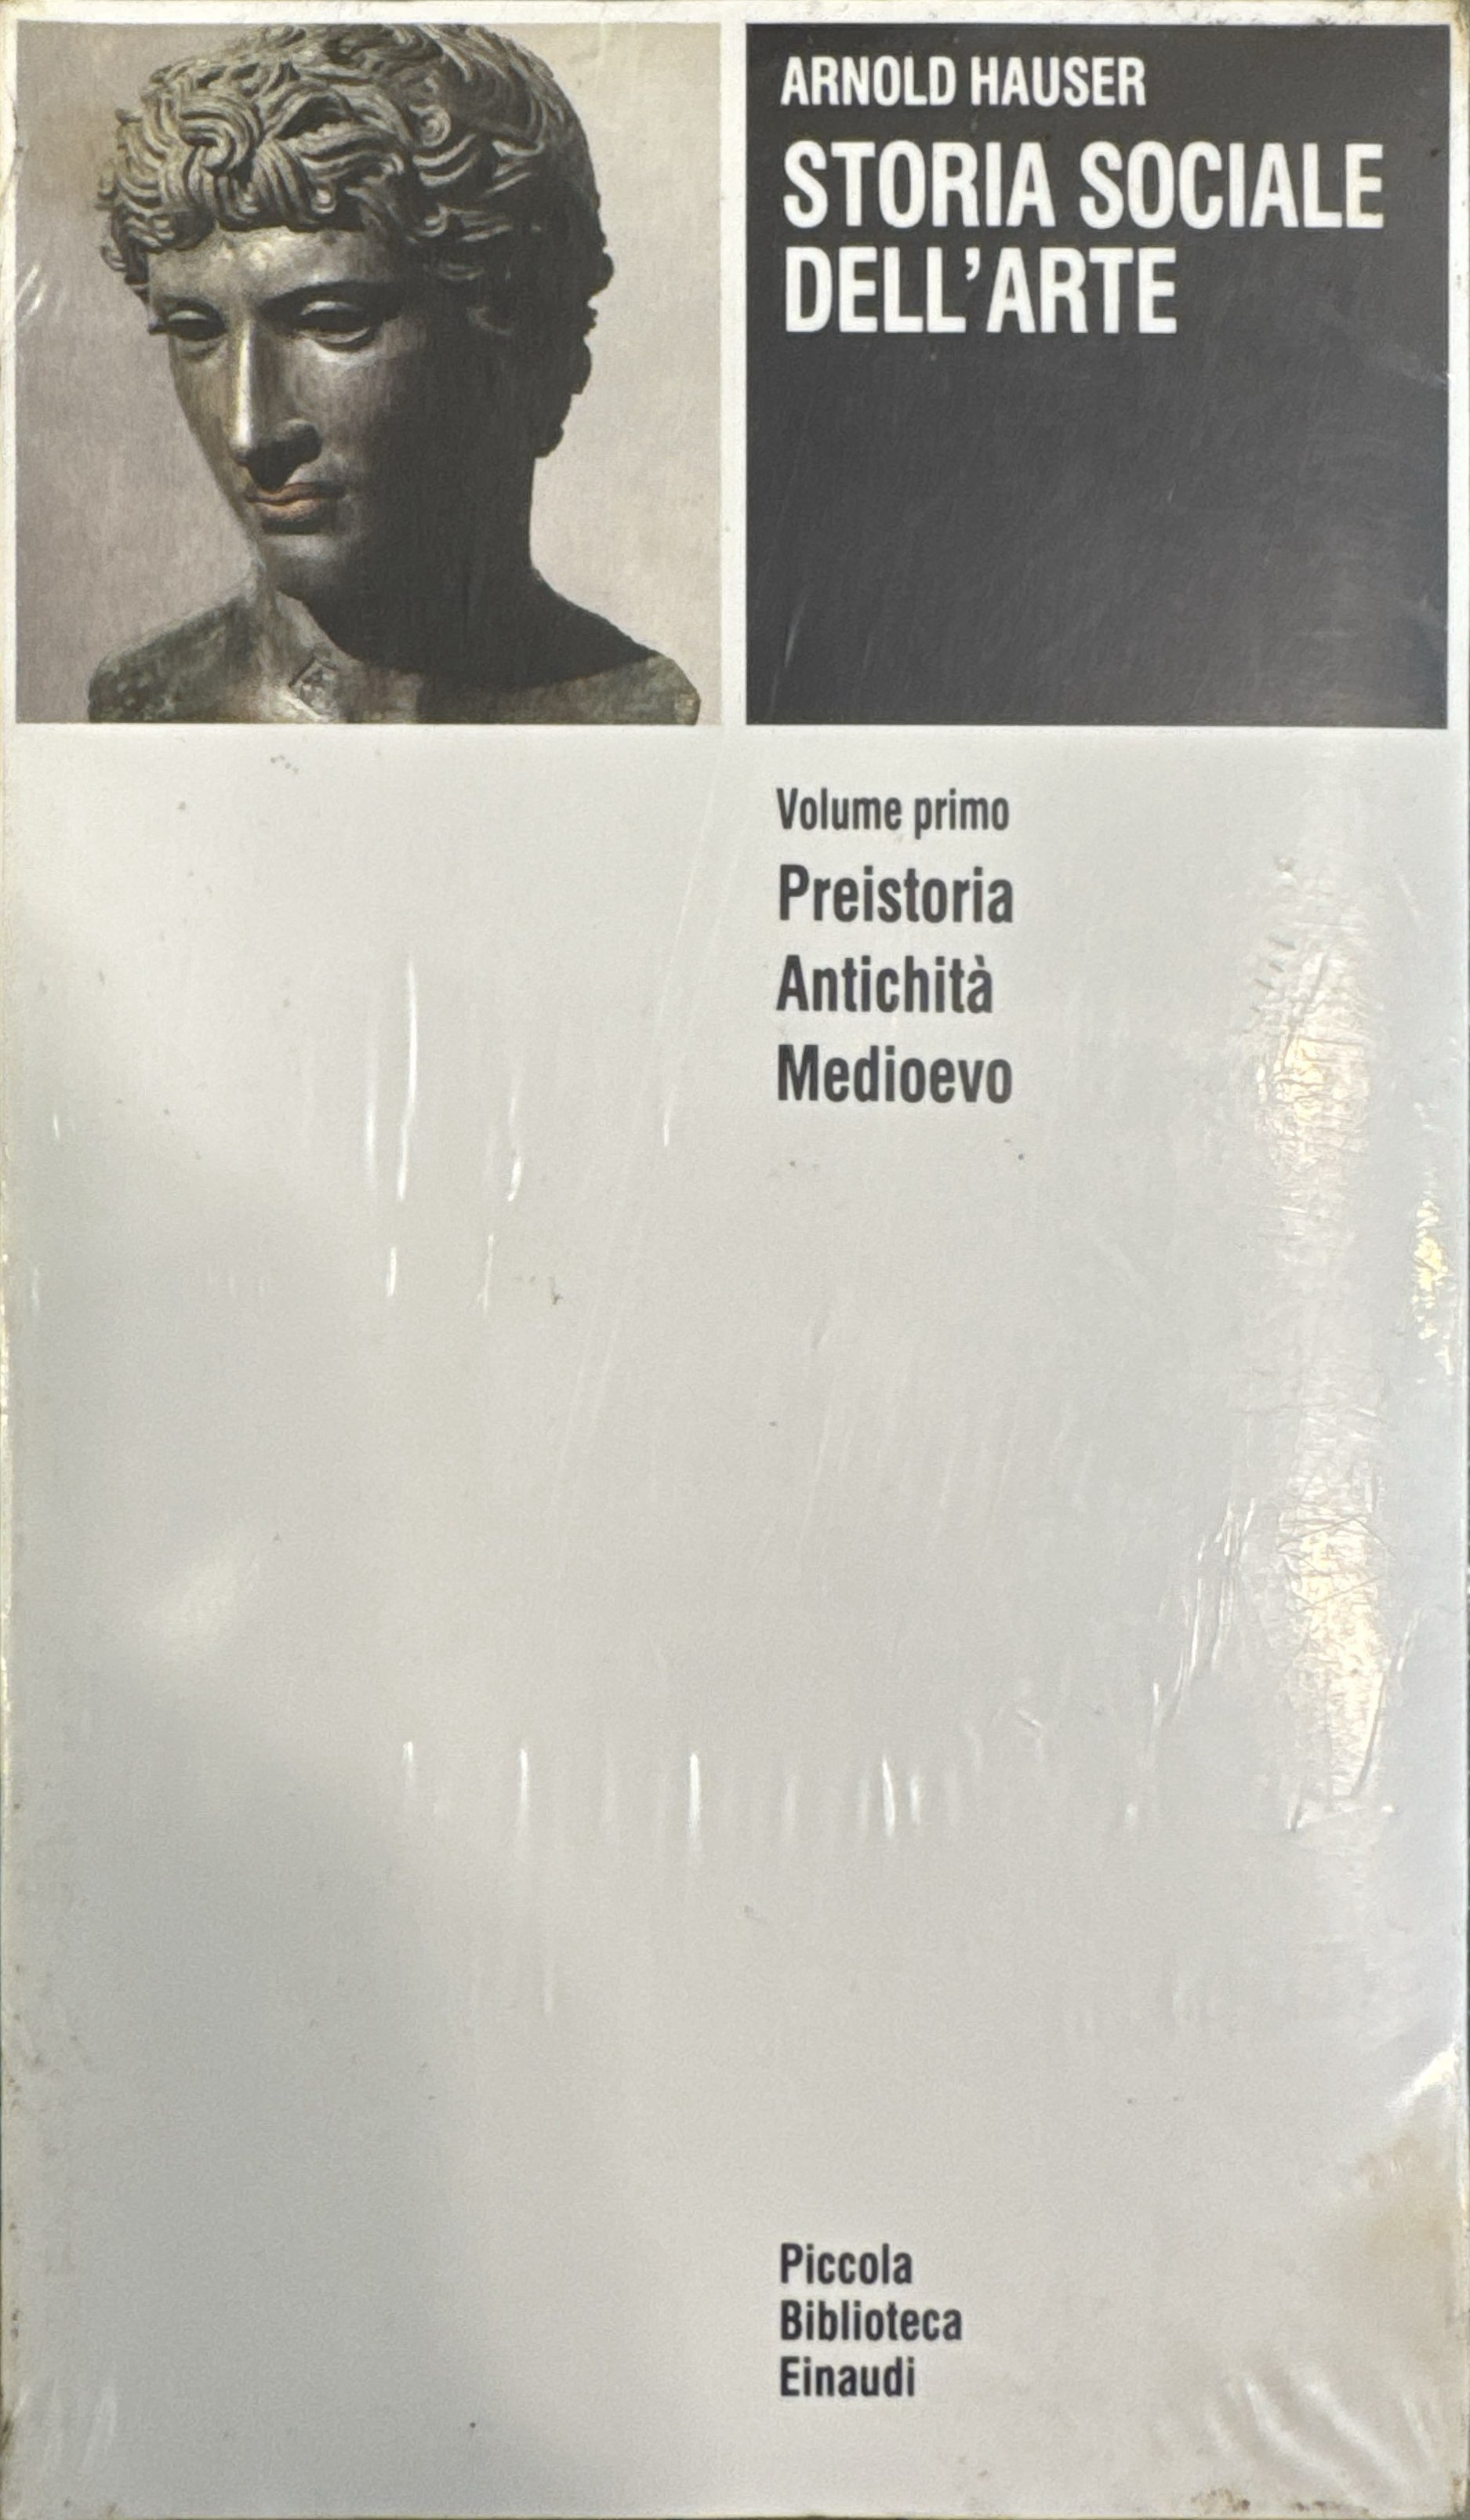 ARNOLD HAUSER
STORIA SOCIALE
DELL'ARTE
Volume primo
Preistoria
Antichità
Medioevo
Piccola
Biblioteca
Einaudi